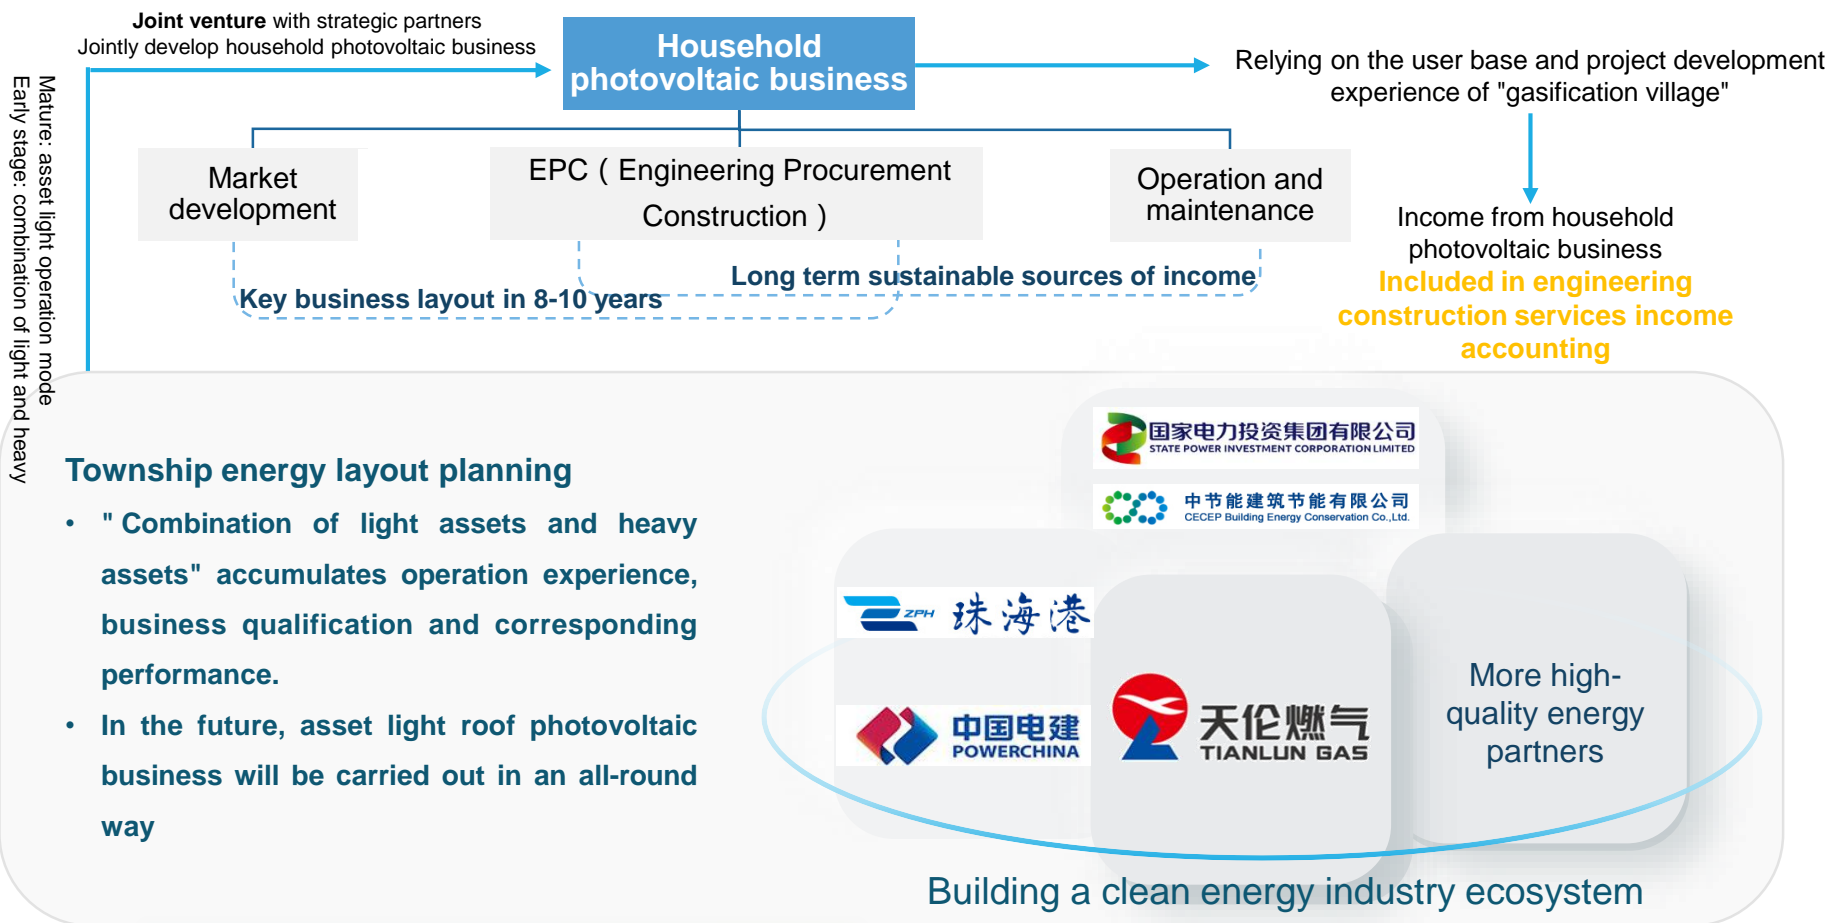 Joint venture with strategic partners
Jointly develop household photovoltaic business
Household
photovoltaic business
Relying on the user base and project development
experience of "gasification village"
Mature: asset light operation mode
Early stage: combination of light and heavy
Market
development
EPC（Engineering Procurement
Construction）
Operation and
maintenance
Income from household
photovoltaic business
Included in engineering
construction services income
accounting
Key business layout in 8-10 years
Long term sustainable sources of income
Township energy layout planning
• " Combination of light assets and heavy
assets" accumulates operation experience,
business qualification and corresponding
performance.
• In the future, asset light roof photovoltaic
business will be carried out in an all-round
way
国家电力投资集团有限公司
STATE POWER INVESTMENT CORPORATION LIMITED
中节能建筑节能有限公司
CECEP Building Energy Conservation Co.,Ltd.
ZPH 珠海港
中国电建
POWERCHINA
天伦燃气
TIANLUN GAS
More high-
quality energy
partners
Building a clean energy industry ecosystem